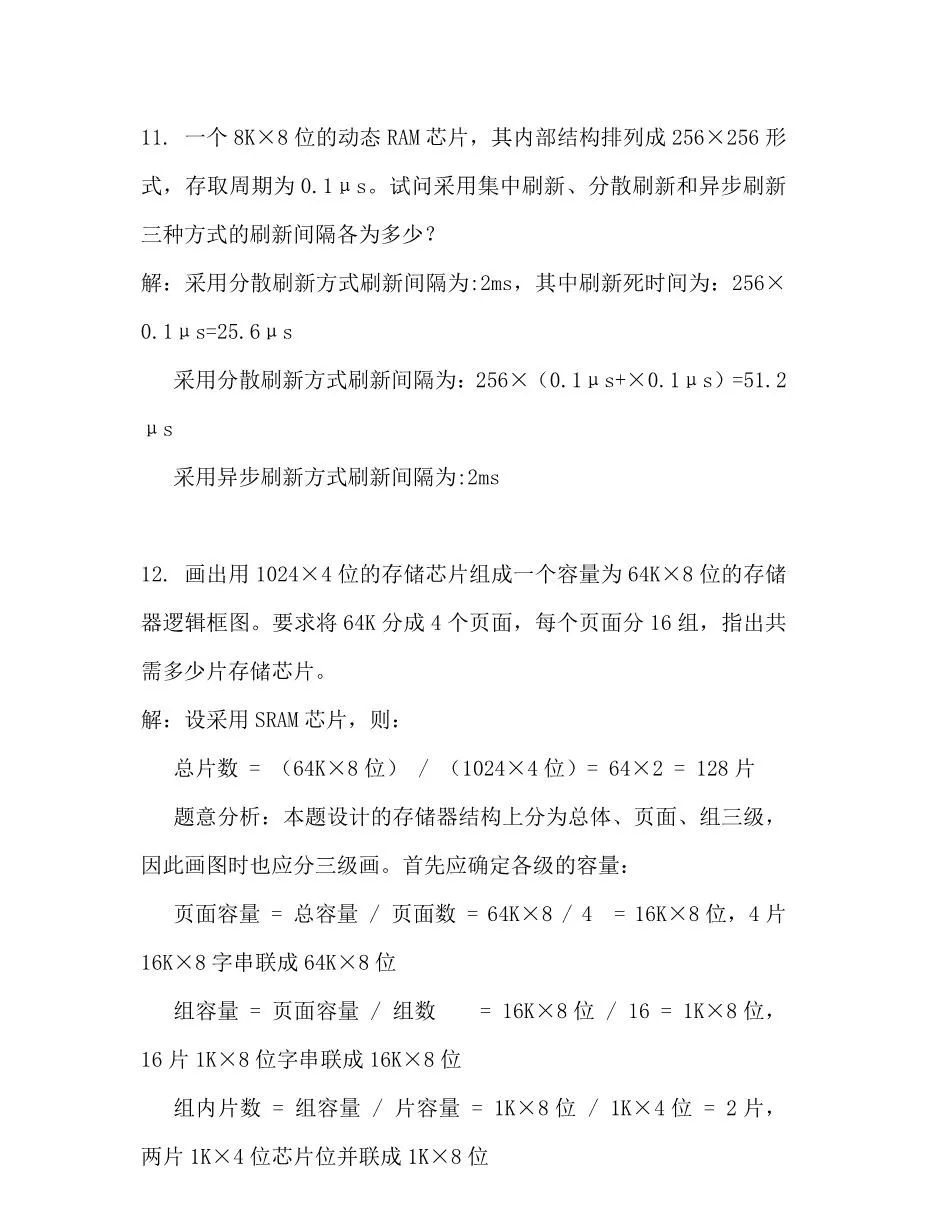 11. 一个 8K×8 位的动态 RAM 芯片，其内部结构排列成 256×256 形
式，存取周期为 0.1μs。试问采用集中刷新、分散刷新和异步刷新
三种方式的刷新间隔各为多少？
解：采用分散刷新方式刷新间隔为:2ms，其中刷新死时间为：256×
0.1μs=25.6μs
采用分散刷新方式刷新间隔为：256×（0.1μs+×0.1μs）=51.2
μs
采用异步刷新方式刷新间隔为:2ms
12. 画出用 1024×4 位的存储芯片组成一个容量为 64K×8 位的存储
器逻辑框图。要求将 64K 分成 4 个页面，每个页面分 16 组，指出共
需多少片存储芯片。
解：设采用 SRAM 芯片，则：
总片数 = （64K×8 位） / （1024×4 位）= 64×2 = 128 片
题意分析：本题设计的存储器结构上分为总体、页面、组三级，
因此画图时也应分三级画。首先应确定各级的容量：
页面容量 = 总容量 / 页面数 = 64K×8 / 4 = 16K×8 位，4 片
16K×8 字串联成 64K×8 位
组容量 = 页面容量 / 组数 = 16K×8 位 / 16 = 1K×8 位，
16 片 1K×8 位字串联成 16K×8 位
组内片数 = 组容量 / 片容量 = 1K×8 位 / 1K×4 位 = 2 片，
两片 1K×4 位芯片位并联成 1K×8 位